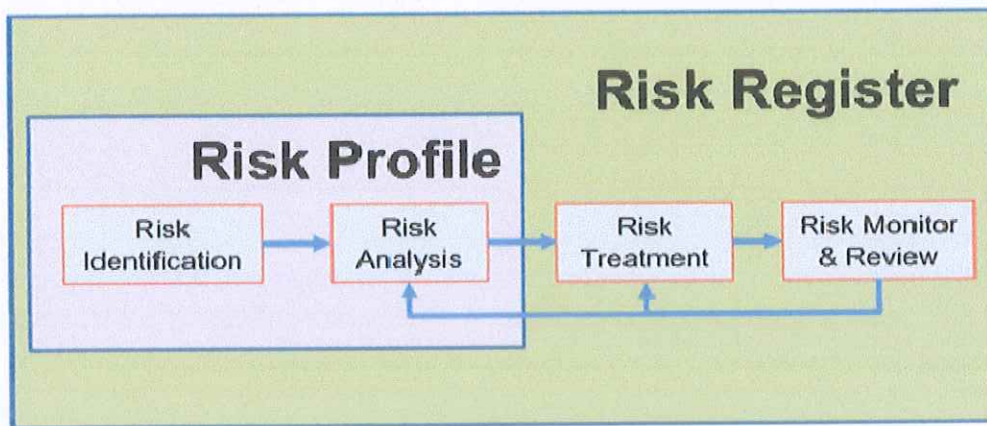 Risk Register
Risk Profile
Risk
Identification
Risk
Analysis
Risk
Treatment
Risk Monitor
& Review